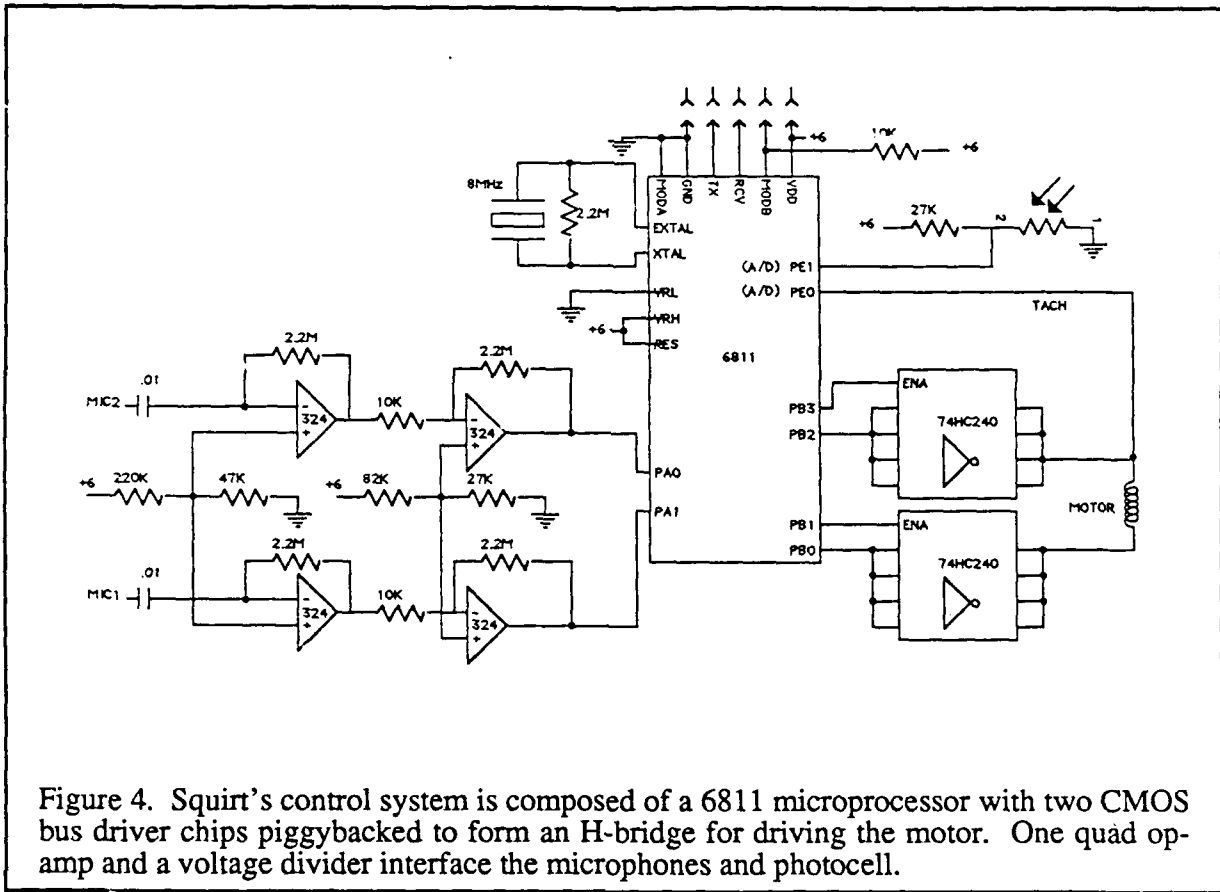 +6
10K
+6
8MHz
2.2M
MODA
GND
TX
RCV
MODB
VDD
EXTAL
XTAL
VRL
VRH
+6
RES
6811
27K
+6
2
1
(A/D) PE1
(A/D) PE0
TACH
2.2M
2.2M
.01
MIC2
-
324
+
10K
-
324
+
PA0
+6
220K
47K
+6
82K
27K
PA1
2.2M
2.2M
.01
MIC1
-
324
+
10K
-
324
+
PB3
PB2
ENA
74HC240
MOTOR
PB1
PB0
ENA
74HC240
Figure 4. Squirt's control system is composed of a 6811 microprocessor with two CMOS
bus driver chips piggybacked to form an H-bridge for driving the motor. One quad op-
amp and a voltage divider interface the microphones and photocell.